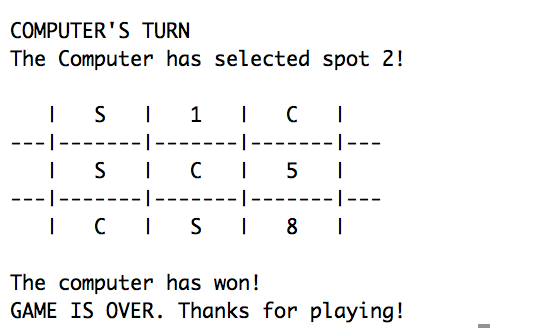 COMPUTER'S TURN
The Computer has selected spot 2!
| S | 1 | C |
---|-------|-------|-------|---
| S | C | 5 |
---|-------|-------|-------|---
| C | S | 8 |
The computer has won!
GAME IS OVER. Thanks for playing!